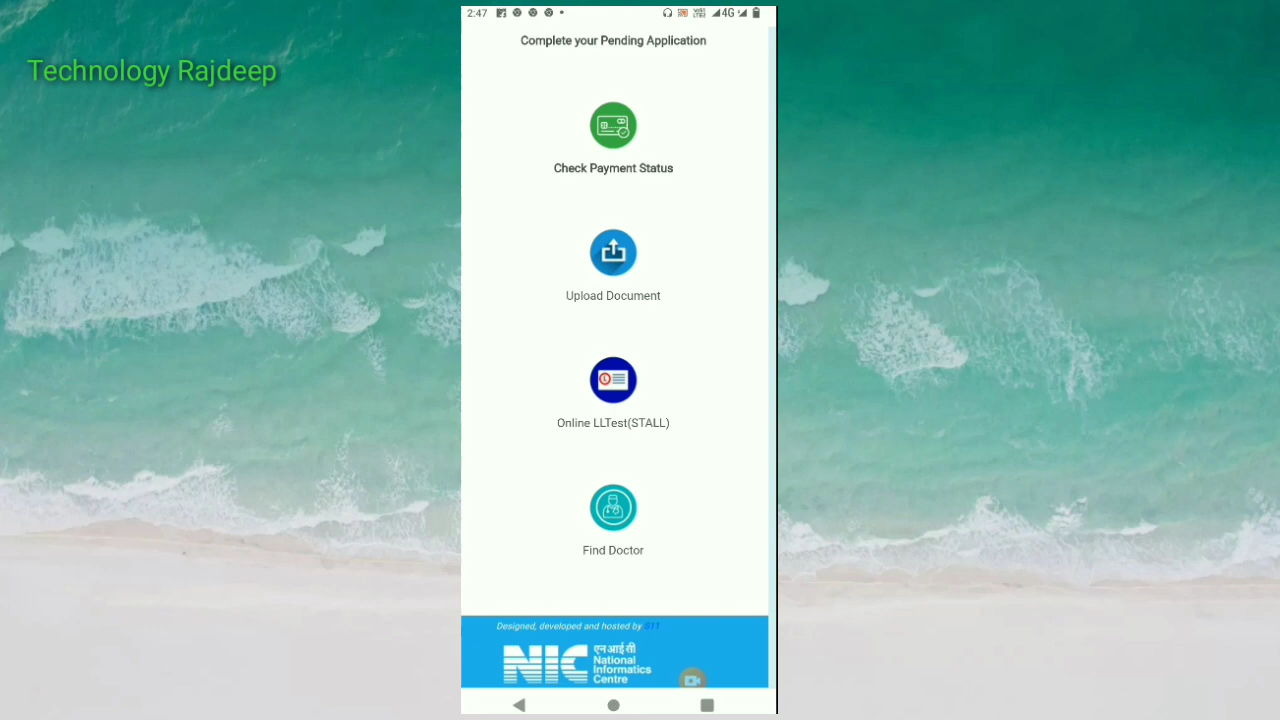 Technology Rajdeep
2:47
4G
Complete your Pending Application
Check Payment Status
Upload Document
Online LLTest(STALL)
Find Doctor
Designed, developed and hosted by
NIC
एन आई सी
National
Informatics
Centre